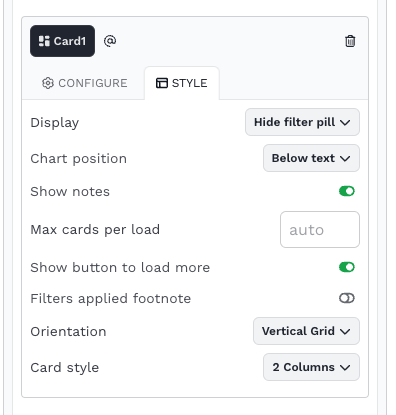 Card1 @
CONFIGURE STYLE
Display Hide filter pill
Chart position Below text
Show notes
Max cards per load auto
Show button to load more
Filters applied footnote
Orientation Vertical Grid
Card style 2 Columns